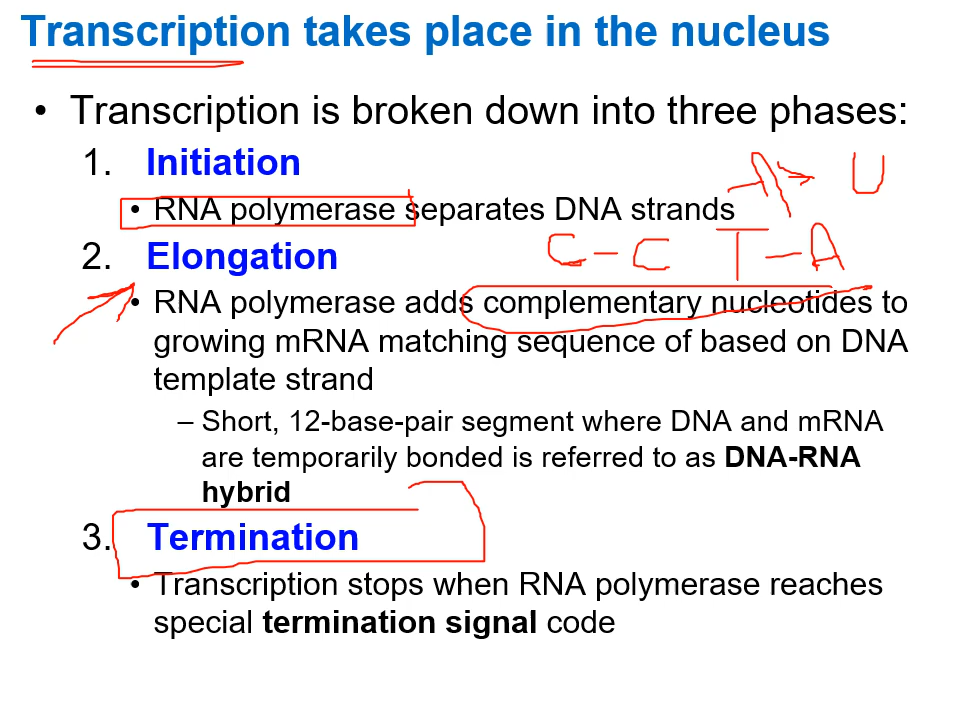 Transcription takes place in the nucleus
• Transcription is broken down into three phases:
1. Initiation
A U
• RNA polymerase separates DNA strands
C – C T – A
2. Elongation
• RNA polymerase adds complementary nucleotides to
growing mRNA matching sequence of based on DNA
template strand
– Short, 12-base-pair segment where DNA and mRNA
are temporarily bonded is referred to as DNA-RNA
hybrid
3. Termination
• Transcription stops when RNA polymerase reaches
special termination signal code